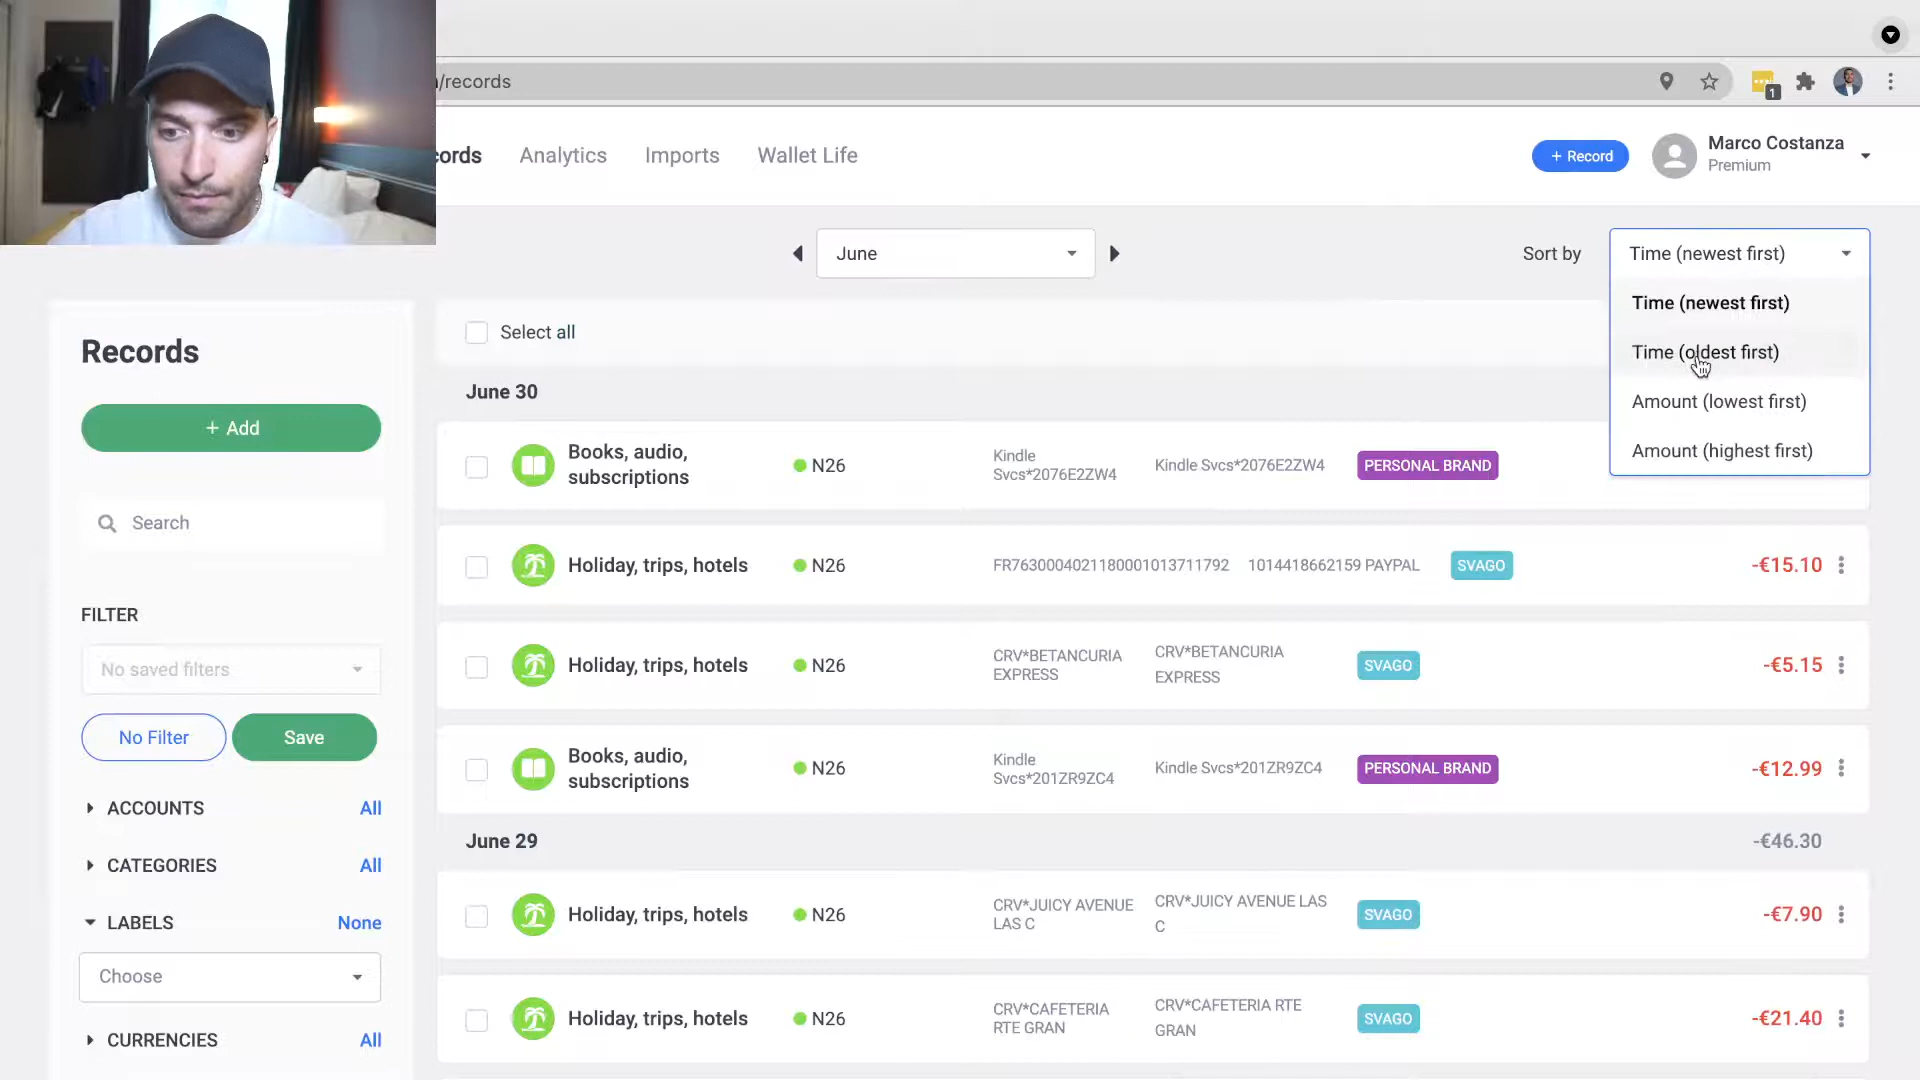 /records
1
ords
Analytics
Imports
Wallet Life
+ Record
Marco Costanza
Premium
June
Sort by
Time (newest first)
Time (newest first)
Time (oldest first)
Amount (lowest first)
Amount (highest first)
Records
+ Add
Search
FILTER
No saved filters
No Filter
Save
ACCOUNTS
All
CATEGORIES
All
LABELS
None
Choose
CURRENCIES
All
Select all
June 30
Books, audio,
subscriptions
N26
Kindle
Svcs*2076E2ZW4
Kindle Svcs*2076E2ZW4
PERSONAL BRAND
Holiday, trips, hotels
N26
FR7630004021180001013711792
1014418662159 PAYPAL
SVAGO
-€15.10
Holiday, trips, hotels
N26
CRV*BETANCURIA
EXPRESS
CRV*BETANCURIA
EXPRESS
SVAGO
-€5.15
Books, audio,
subscriptions
N26
Kindle
Svcs*201ZR9ZC4
Kindle Svcs*201ZR9ZC4
PERSONAL BRAND
-€12.99
June 29
-€46.30
Holiday, trips, hotels
N26
CRV*JUICY AVENUE
LAS C
CRV*JUICY AVENUE LAS
C
SVAGO
-€7.90
Holiday, trips, hotels
N26
CRV*CAFETERIA
RTE GRAN
CRV*CAFETERIA RTE
GRAN
SVAGO
-€21.40